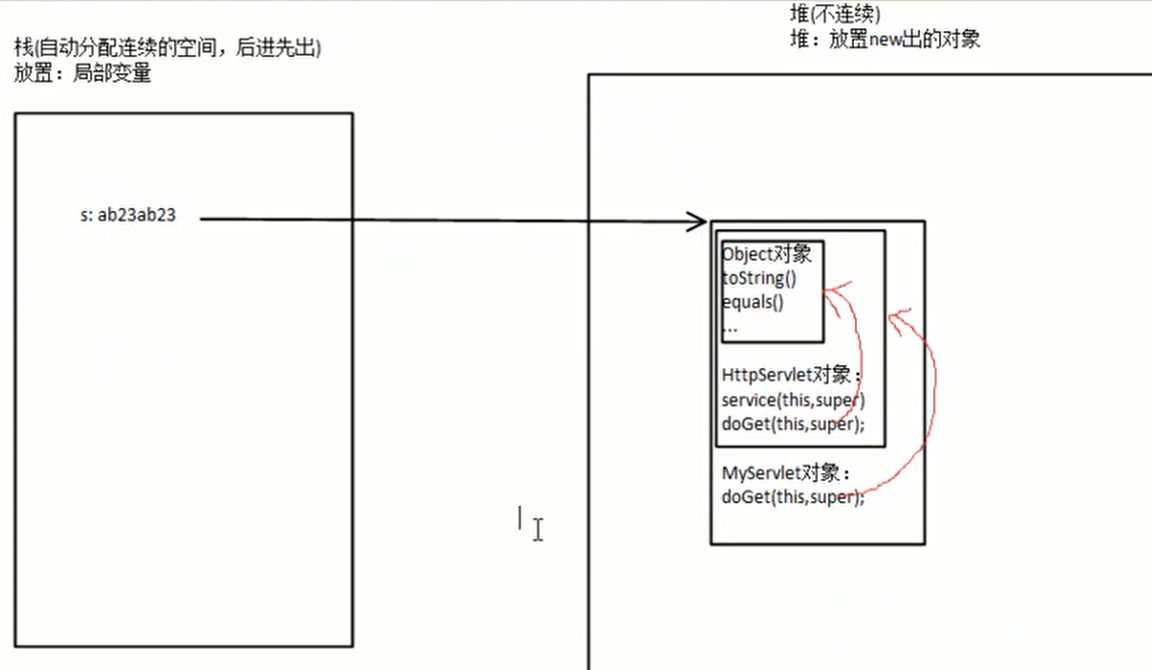 栈(自动分配连续的空间，后进先出)
放置：局部变量
堆(不连续)
堆：放置new出的对象
s: ab23ab23
Object对象
toString()
equals()
...
HttpServlet对象：
service(this,super)
doGet(this,super);
MyServlet对象：
doGet(this,super);